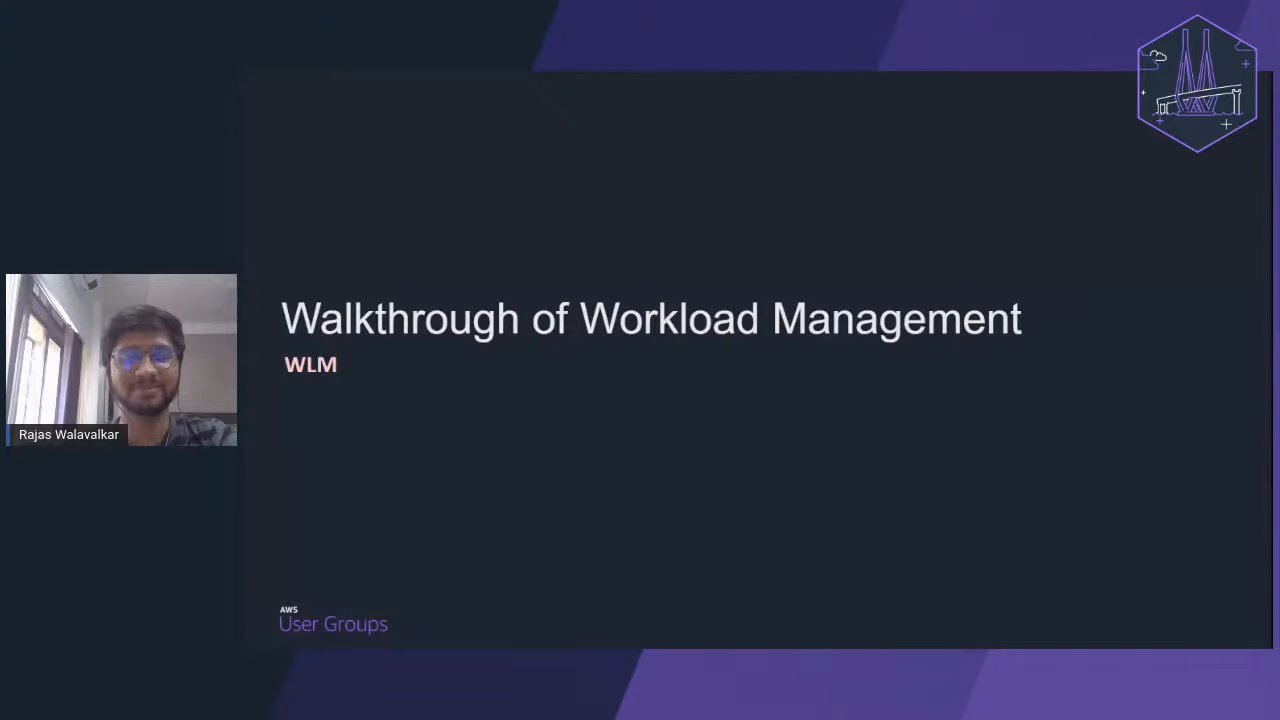 Walkthrough of Workload Management
WLM
Rajas Walavalkar
AWS
User Groups